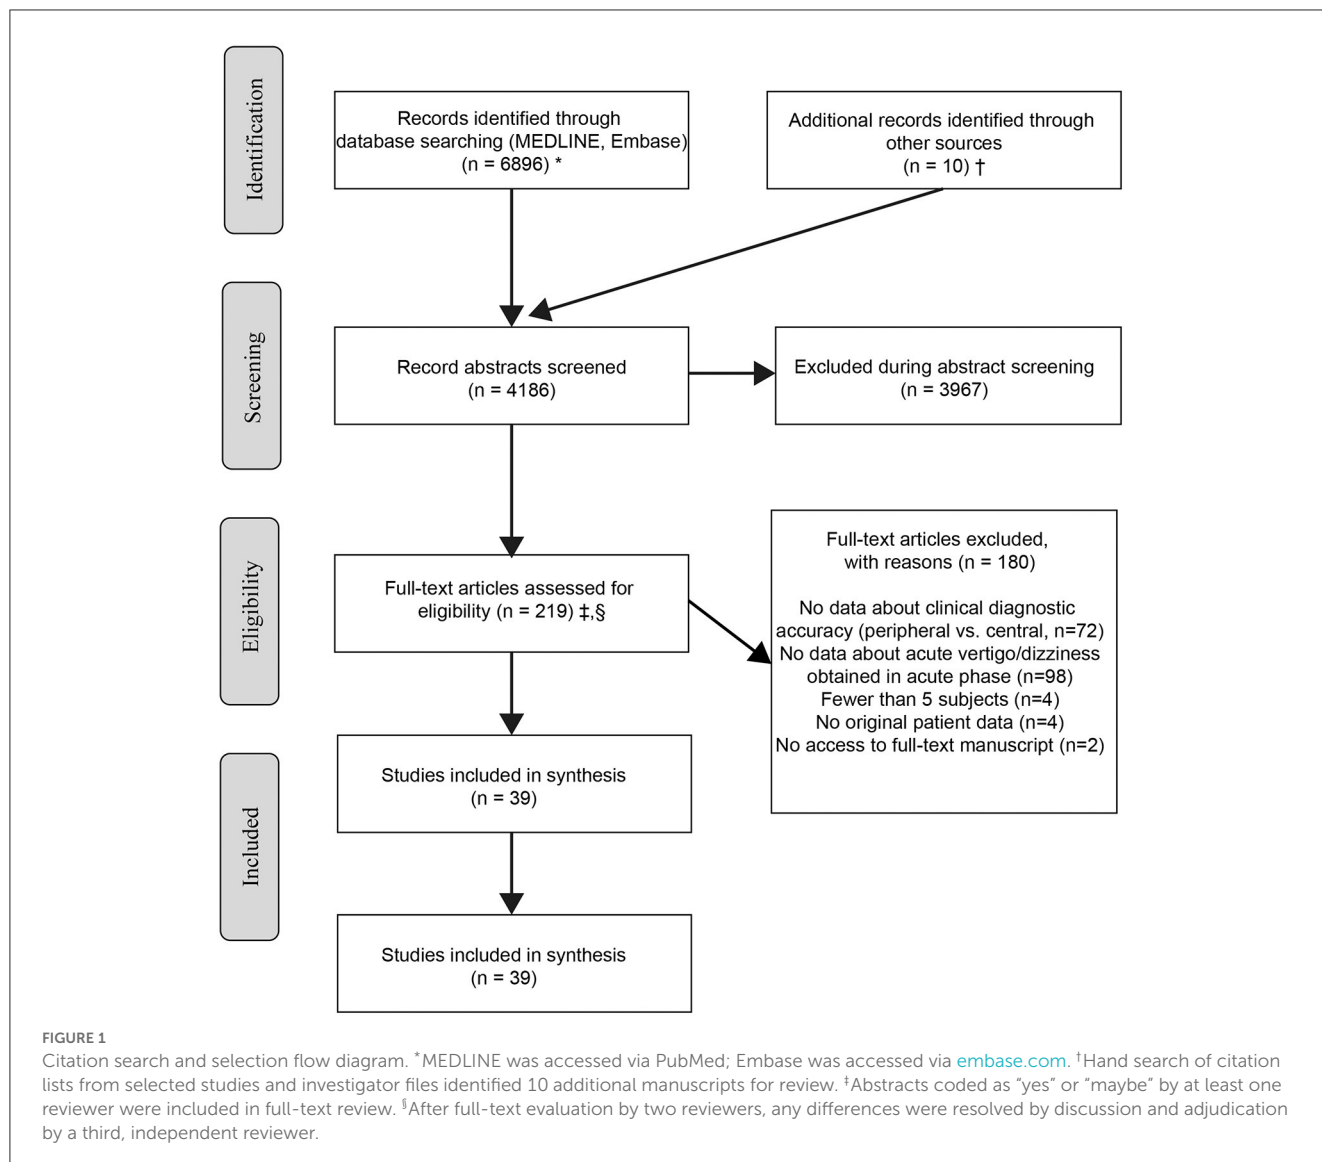 Identification
Records identified through
database searching (MEDLINE, Embase)
(n = 6896) *
Additional records identified through
other sources
(n = 10) †
Screening
Record abstracts screened
(n = 4186)
Excluded during abstract screening
(n = 3967)
Eligibility
Full-text articles assessed for
eligibility (n = 219) ‡,§
Full-text articles excluded,
with reasons (n = 180)
No data about clinical diagnostic
accuracy (peripheral vs. central, n=72)
No data about acute vertigo/dizziness
obtained in acute phase (n=98)
Fewer than 5 subjects (n=4)
No original patient data (n=4)
No access to full-text manuscript (n=2)
Included
Studies included in synthesis
(n = 39)
Studies included in synthesis
(n = 39)
FIGURE 1
Citation search and selection flow diagram. *MEDLINE was accessed via PubMed; Embase was accessed via embase.com. †Hand search of citation
lists from selected studies and investigator files identified 10 additional manuscripts for review. ‡Abstracts coded as “yes” or “maybe” by at least one
reviewer were included in full-text review. §After full-text evaluation by two reviewers, any differences were resolved by discussion and adjudication
by a third, independent reviewer.